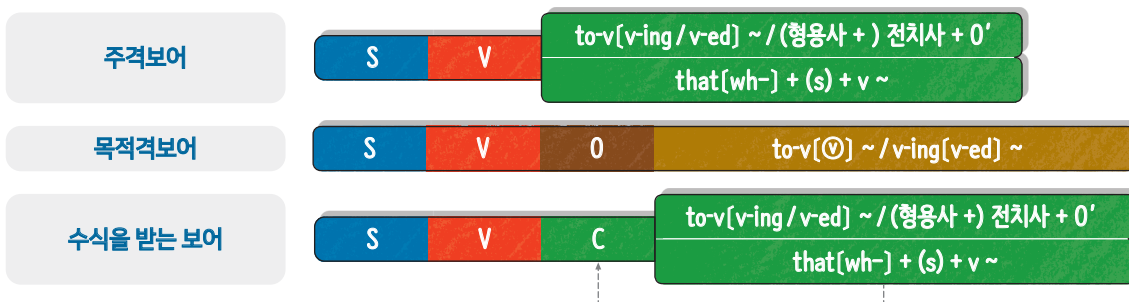 주격보어
S V to-v[v-ing / v-ed] ~ / (형용사 + ) 전치사 + O′
that[wh-] + (s) + v ~
목적격보어
S V O to-v[ⓥ] ~ / v-ing[v-ed] ~
수식을 받는 보어
S V C to-v[v-ing / v-ed] ~ / (형용사 +) 전치사 + O′
that[wh-] + (s) + v ~